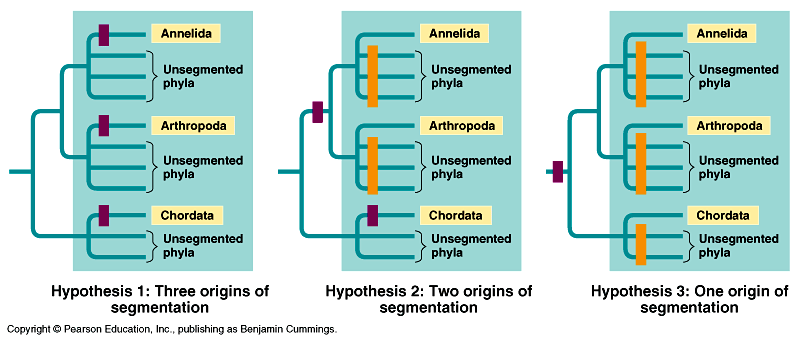 Annelida
Unsegmented
phyla
Arthropoda
Unsegmented
phyla
Chordata
Unsegmented
phyla
Hypothesis 1: Three origins of
segmentation
Annelida
Unsegmented
phyla
Arthropoda
Unsegmented
phyla
Chordata
Unsegmented
phyla
Hypothesis 2: Two origins of
segmentation
Annelida
Unsegmented
phyla
Arthropoda
Unsegmented
phyla
Chordata
Unsegmented
phyla
Hypothesis 3: One origin of
segmentation
Copyright © Pearson Education, Inc., publishing as Benjamin Cummings.